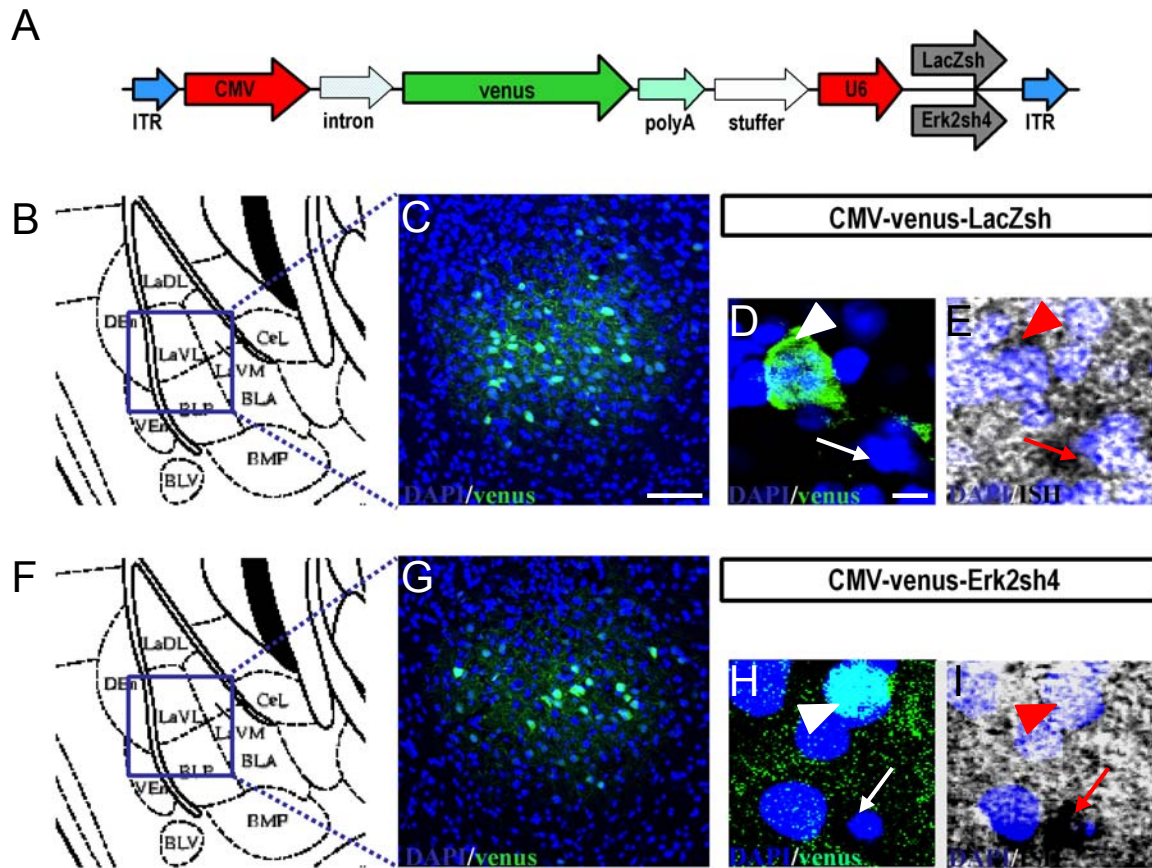 A
ITR
CMV
intron
venus
polyA
stuffer
U6
LacZsh
Erk2sh4
ITR
B
LaDL
DEn
LaVL
CeL
LaVM
BLP
BLA
VEn
BMP
BLV
C
DAPI/venus
CMV-venus-LacZsh
D
DAPI/venus
E
DAPI/ISH
F
LaDL
DEn
LaVL
CeL
LaVM
BLP
BLA
VEn
BMP
BLV
G
DAPI/venus
CMV-venus-Erk2sh4
H
DAPI/venus
I
DAPI/ISH